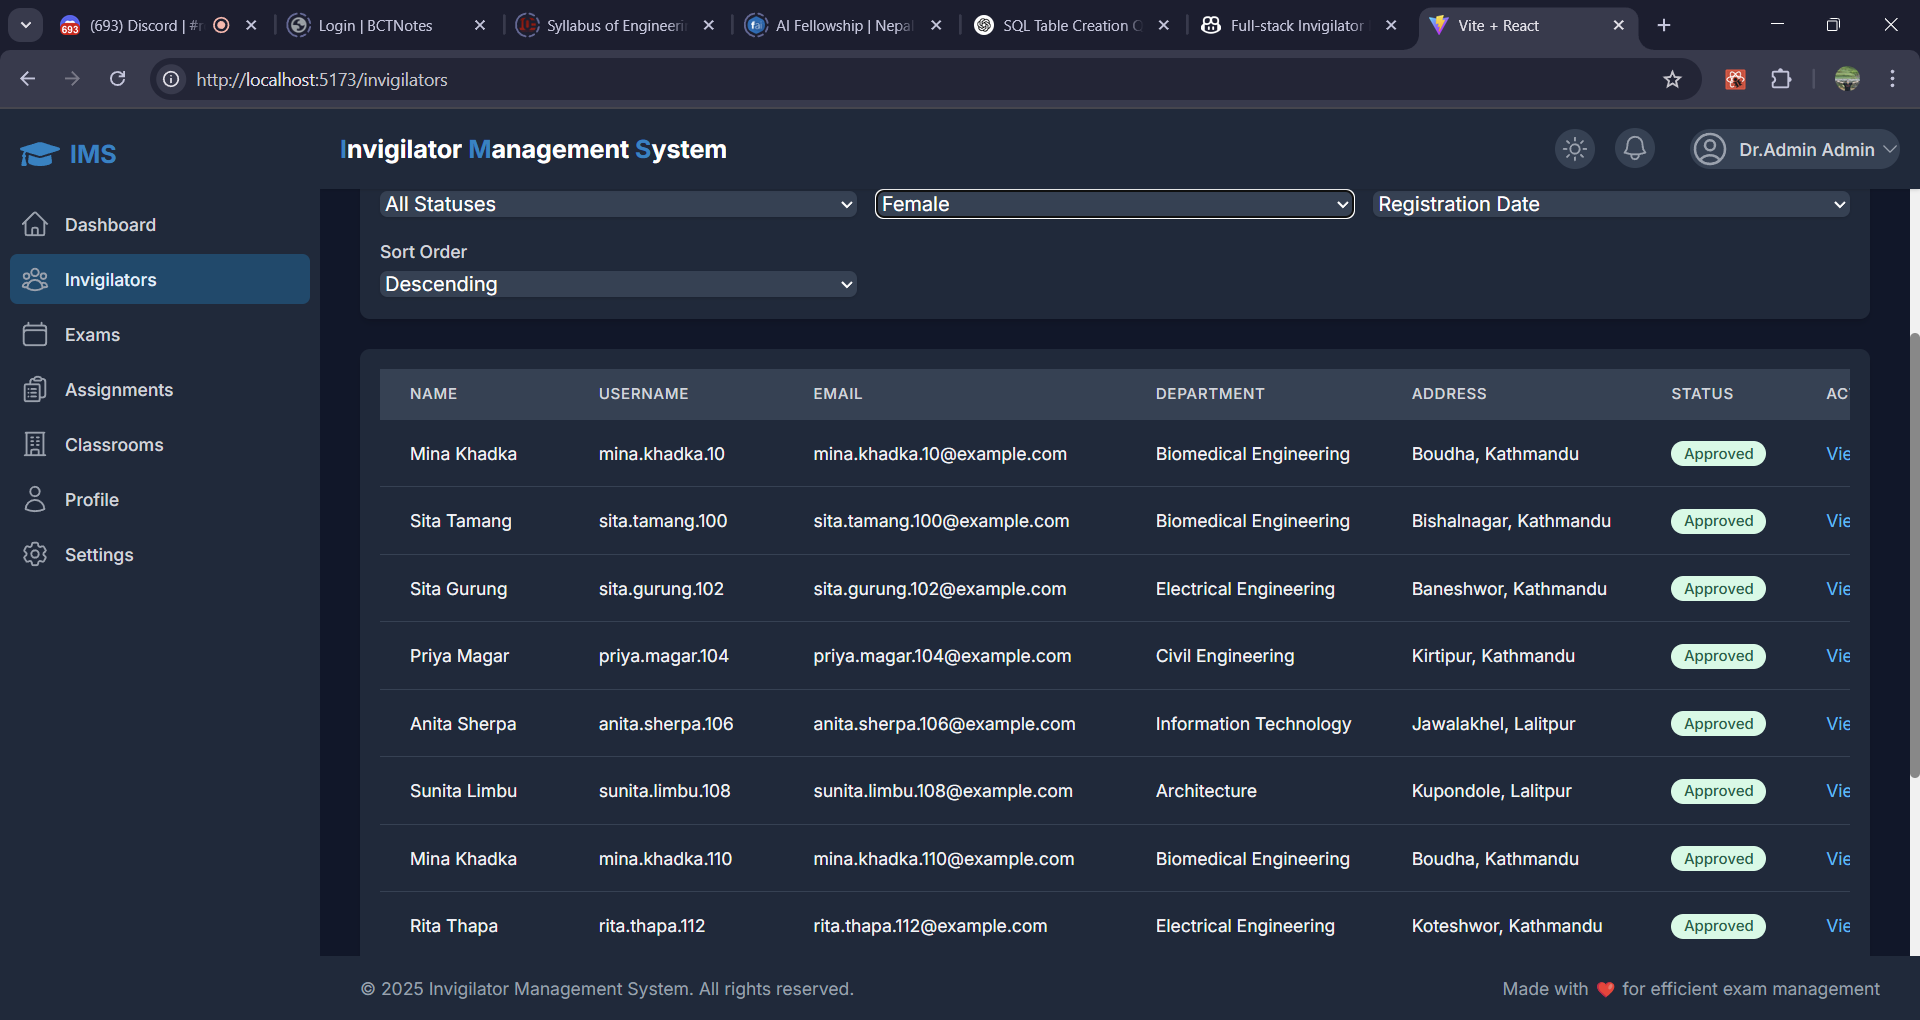 (693) Discord | #r
Login | BCTNotes
Syllabus of Engineeri
AI Fellowship | Nepal
SQL Table Creation Q
Full-stack Invigilator
Vite + React
http://localhost:5173/invigilators
IMS
Invigilator Management System
Dr.Admin Admin
Dashboard
Invigilators
Exams
Assignments
Classrooms
Profile
Settings
All Statuses
Female
Registration Date
Sort Order
Descending
NAME USERNAME EMAIL DEPARTMENT ADDRESS STATUS AC
Mina Khadka mina.khadka.10 mina.khadka.10@example.com Biomedical Engineering Boudha, Kathmandu Approved Vie
Sita Tamang sita.tamang.100 sita.tamang.100@example.com Biomedical Engineering Bishalnagar, Kathmandu Approved Vie
Sita Gurung sita.gurung.102 sita.gurung.102@example.com Electrical Engineering Baneshwor, Kathmandu Approved Vie
Priya Magar priya.magar.104 priya.magar.104@example.com Civil Engineering Kirtipur, Kathmandu Approved Vie
Anita Sherpa anita.sherpa.106 anita.sherpa.106@example.com Information Technology Jawalakhel, Lalitpur Approved Vie
Sunita Limbu sunita.limbu.108 sunita.limbu.108@example.com Architecture Kupondole, Lalitpur Approved Vie
Mina Khadka mina.khadka.110 mina.khadka.110@example.com Biomedical Engineering Boudha, Kathmandu Approved Vie
Rita Thapa rita.thapa.112 rita.thapa.112@example.com Electrical Engineering Koteshwor, Kathmandu Approved Vie
© 2025 Invigilator Management System. All rights reserved.
Made with ❤️ for efficient exam management